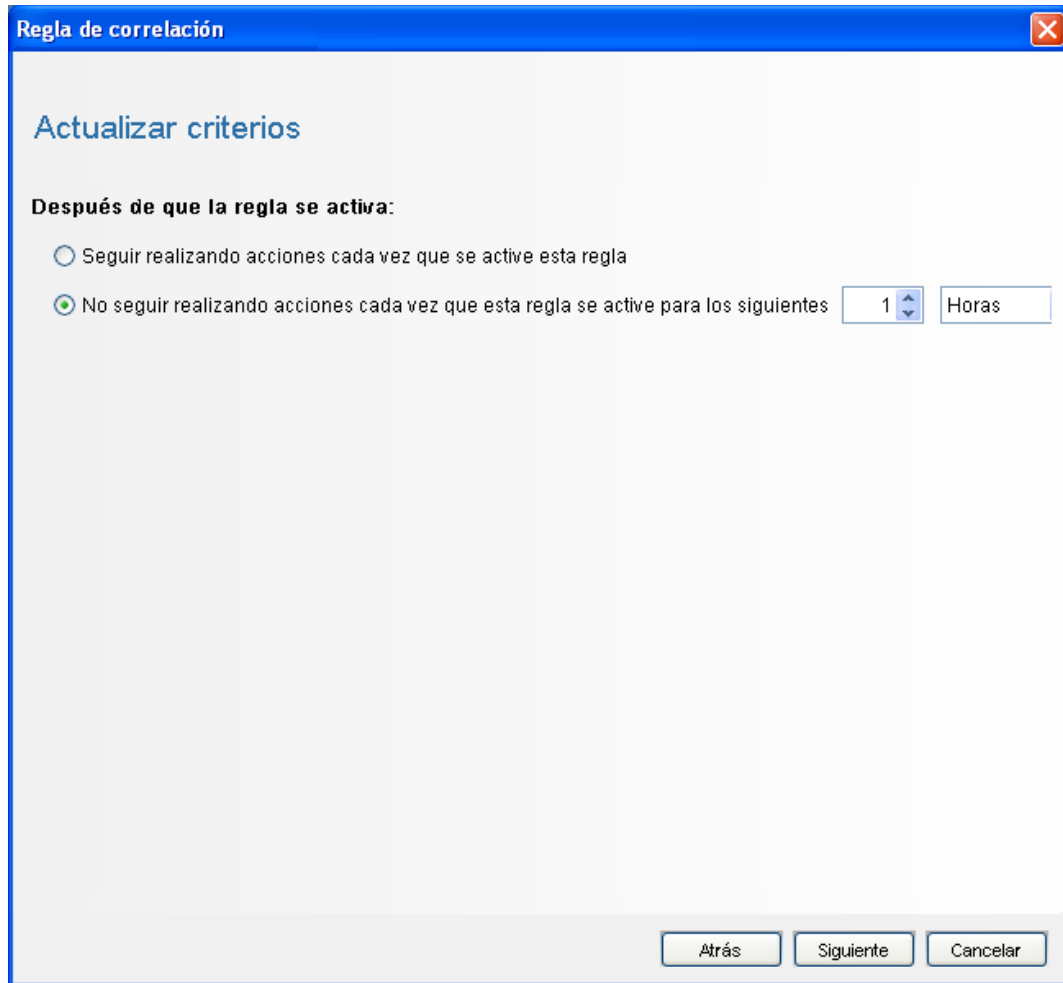 Regla de correlación
Actualizar criterios
Después de que la regla se activa:
Seguir realizando acciones cada vez que se active esta regla
No seguir realizando acciones cada vez que esta regla se active para los siguientes 1 Horas
Atrás Siguiente Cancelar